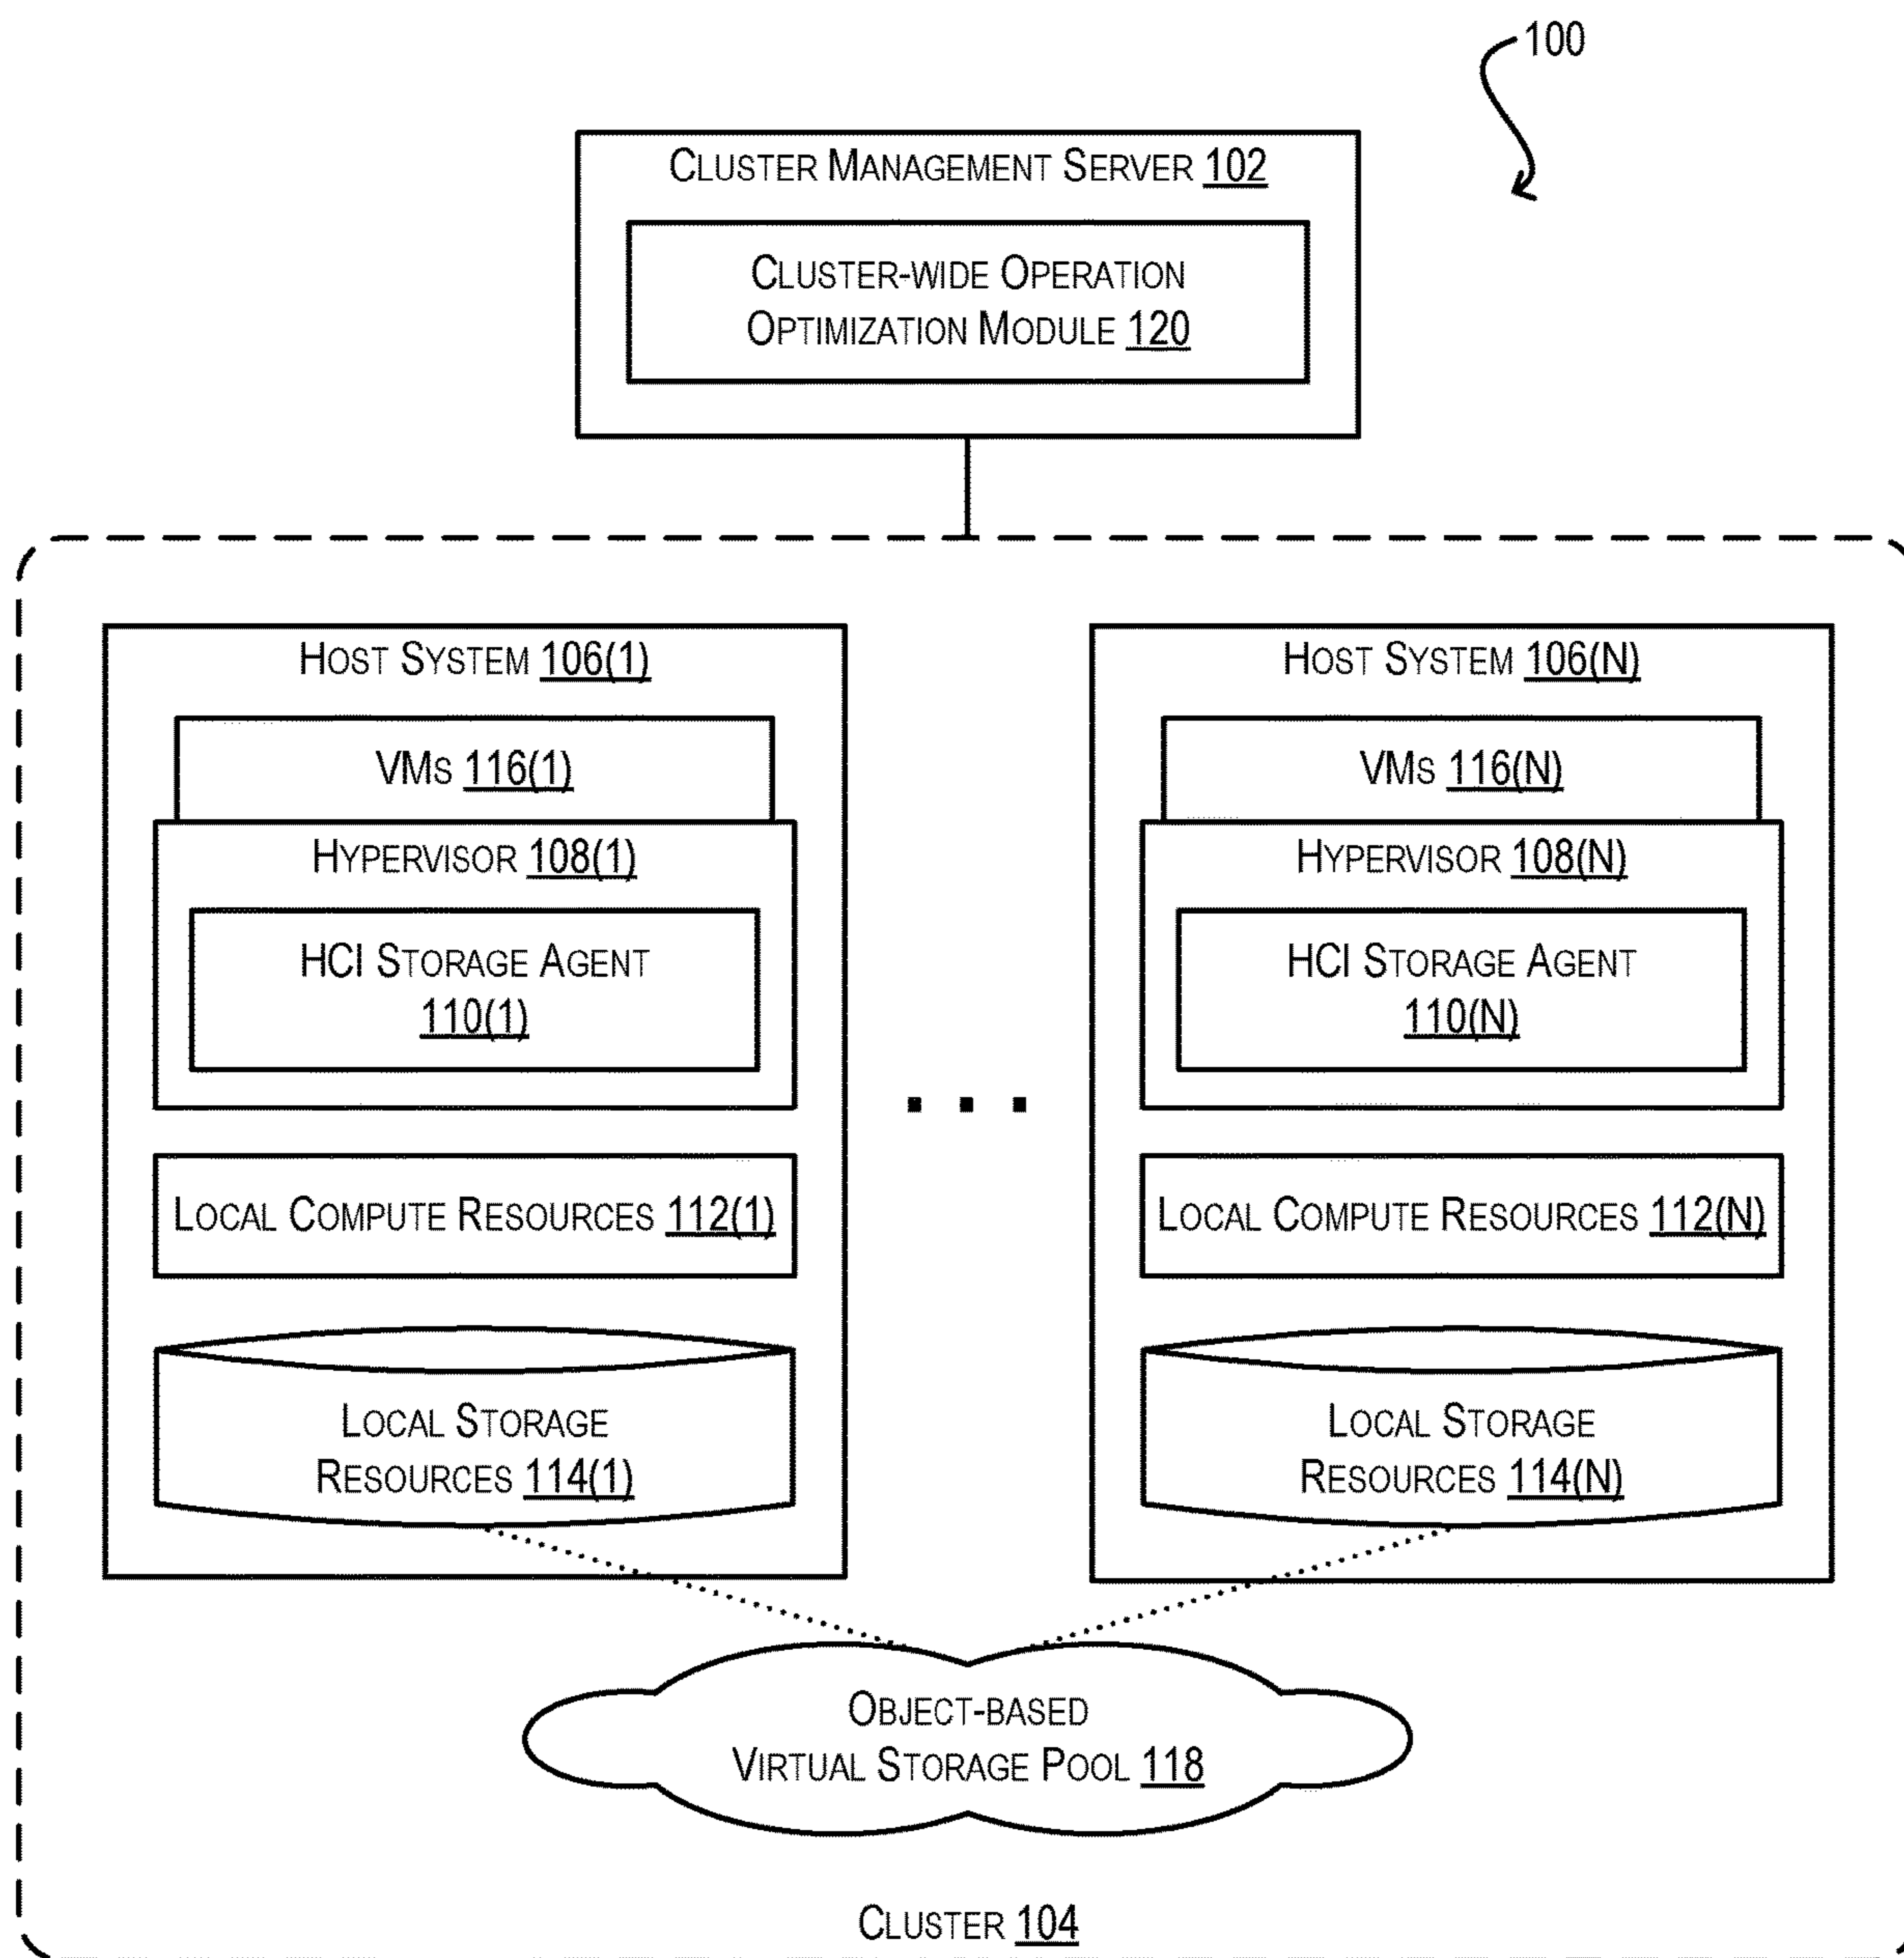 100
CLUSTER MANAGEMENT SERVER 102
CLUSTER-WIDE OPERATION
OPTIMIZATION MODULE 120
HOST SYSTEM 106(1)
VMS 116(1)
HYPERVISOR 108(1)
HCI STORAGE AGENT
110(1)
LOCAL COMPUTE RESOURCES 112(1)
LOCAL STORAGE
RESOURCES 114(1)
. . .
HOST SYSTEM 106(N)
VMS 116(N)
HYPERVISOR 108(N)
HCI STORAGE AGENT
110(N)
LOCAL COMPUTE RESOURCES 112(N)
LOCAL STORAGE
RESOURCES 114(N)
OBJECT-BASED
VIRTUAL STORAGE POOL 118
CLUSTER 104